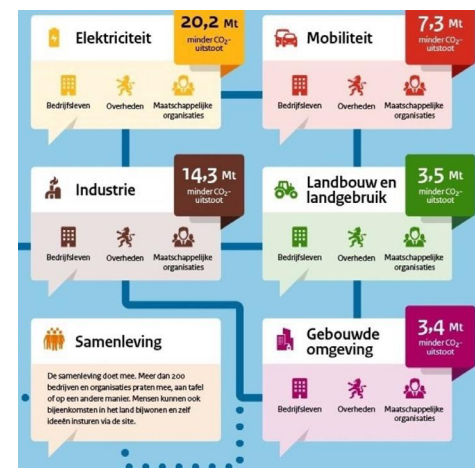 Elektriciteit
20,2 Mt
minder CO₂-
uitstoot
Bedrijfsleven
Overheden
Maatschappelijke
organisaties
Mobiliteit
7,3 Mt
minder CO₂-
uitstoot
Bedrijfsleven
Overheden
Maatschappelijke
organisaties
Industrie
14,3 Mt
minder CO₂-
uitstoot
Bedrijfsleven
Overheden
Maatschappelijke
organisaties
Landbouw en
landgebruik
3,5 Mt
minder CO₂-
uitstoot
Bedrijfsleven
Overheden
Maatschappelijke
organisaties
Samenleving
De samenleving doet mee. Meer dan 200
bedrijven en organisaties praten mee, aan tafel
of op een andere manier. Mensen kunnen ook
bijeenkomsten in het land bijwonen en zelf
ideeën insturen via de site.
Gebouwde
omgeving
3,4 Mt
minder CO₂-
uitstoot
Bedrijfsleven
Overheden
Maatschappelijke
organisaties